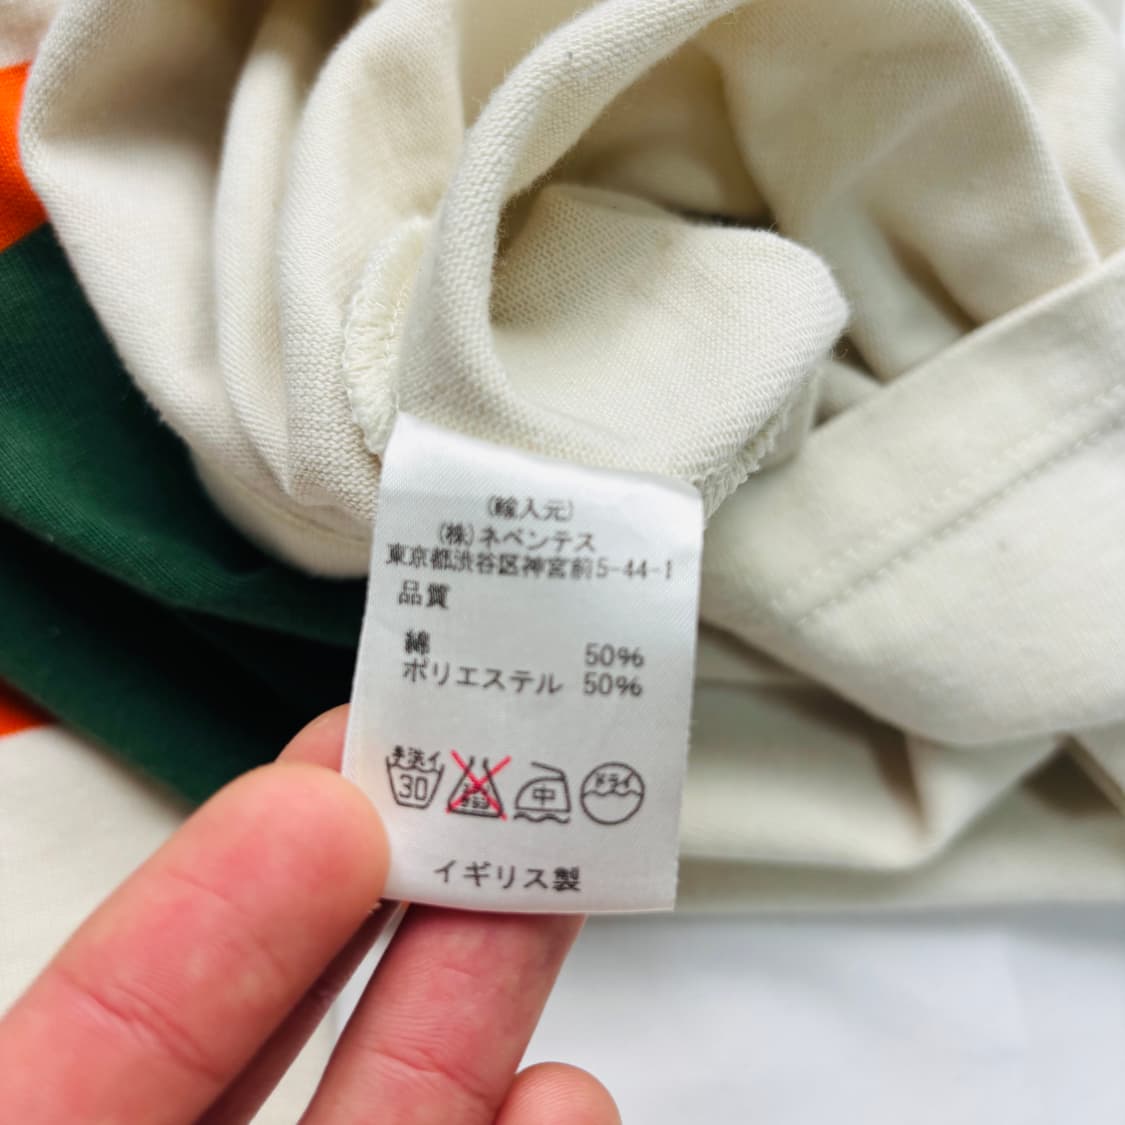 (輸入元)
(株)ネペンテス
東京都渋谷区神宮前5-44-1
品質
綿 50%
ポリエステル 50%
手洗イ
30
中
ドライ
イギリス製